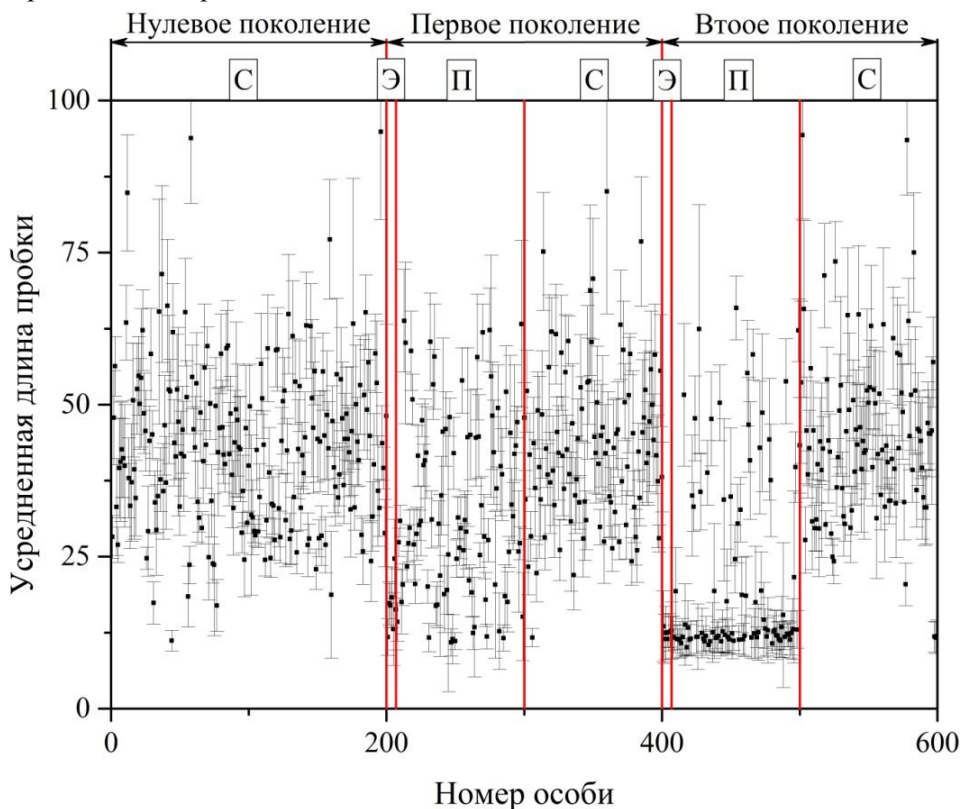 Нулевое поколение Первое поколение Втоое поколение
С Э П С Э П С
100
75
50
25
0
0 200 400 600
Усредненная длина пробки
Номер особи